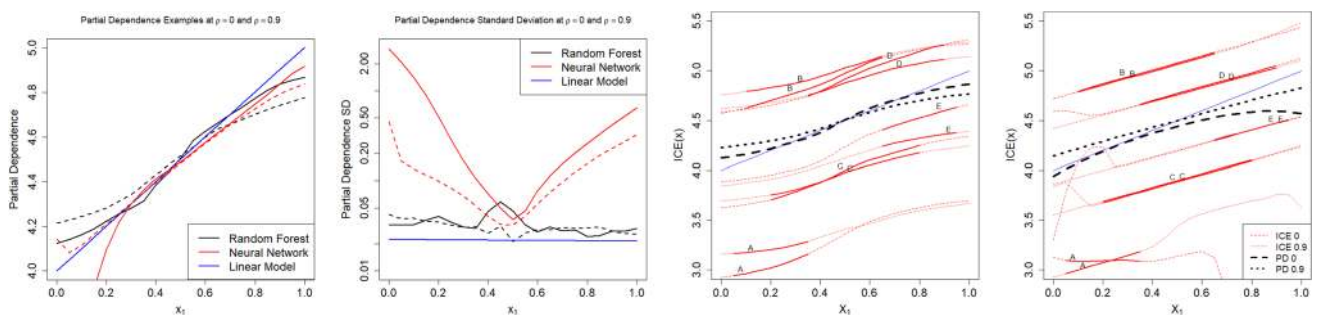 Partial Dependence Examples at ρ = 0 and ρ = 0.9
Partial Dependence
5.0
4.8
4.6
4.4
4.2
4.0
Random Forest
Neural Network
Linear Model
0.0 0.2 0.4 0.6 0.8 1.0
x₁
Partial Dependence Standard Deviation at ρ = 0 and ρ = 0.9
Partial Dependence SD
2.00
0.50
0.20
0.05
0.01
Random Forest
Neural Network
Linear Model
0.0 0.2 0.4 0.6 0.8 1.0
x₁
ICE(x)
5.5
5.0
4.5
4.0
3.5
3.0
B
B
D
D
E
E
C
C
A
A
0.0 0.2 0.4 0.6 0.8 1.0
X₁
ICE(x)
5.5
5.0
4.5
4.0
3.5
3.0
B B
D D
E E
C C
A
A
ICE 0
ICE 0.9
PD 0
PD 0.9
0.0 0.2 0.4 0.6 0.8 1.0
X₁